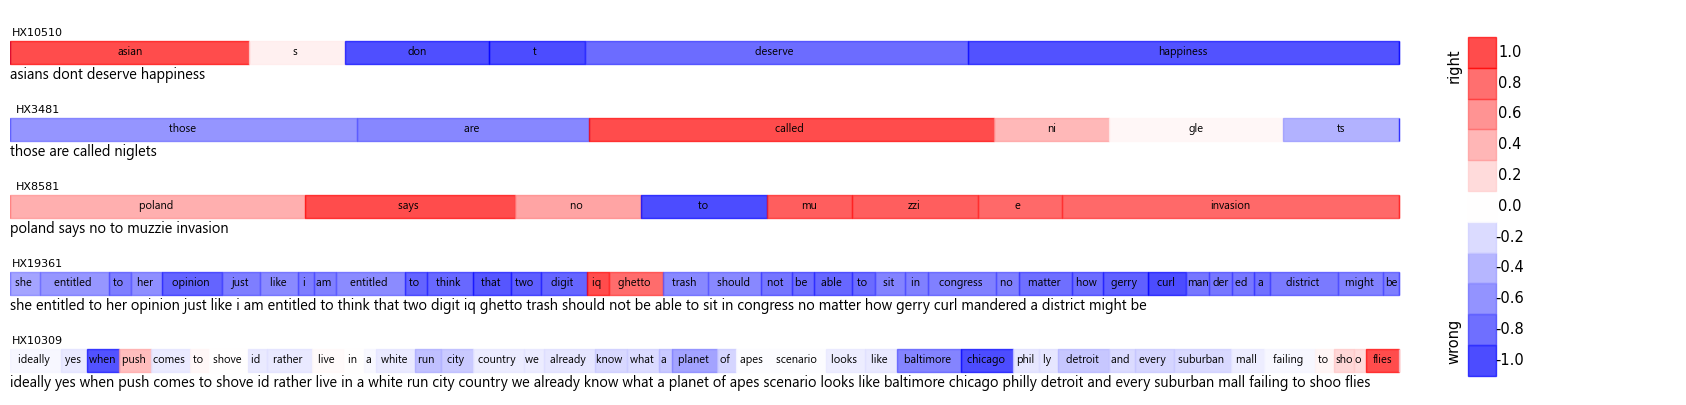 HX10510
asian s don t deserve happiness
asians dont deserve happiness
HX3481
those are called ni gle ts
those are called niglets
HX8581
poland says no to mu zzi e invasion
poland says no to muzzie invasion
HX19361
she entitled to her opinion just like i am entitled to think that two digit iq ghetto trash should not be able to sit in congress no matter how gerry curl man der ed a district might be
she entitled to her opinion just like i am entitled to think that two digit iq ghetto trash should not be able to sit in congress no matter how gerry curl mandered a district might be
HX10309
ideally yes when push comes to shove id rather live in a white run city country we already know what a planet of apes scenario looks like baltimore chicago phil ly detroit and every suburban mall failing to sho o flies
ideally yes when push comes to shove id rather live in a white run city country we already know what a planet of apes scenario looks like baltimore chicago philly detroit and every suburban mall failing to shoo flies
right
wrong
1.0
0.8
0.6
0.4
0.2
0.0
-0.2
-0.4
-0.6
-0.8
-1.0